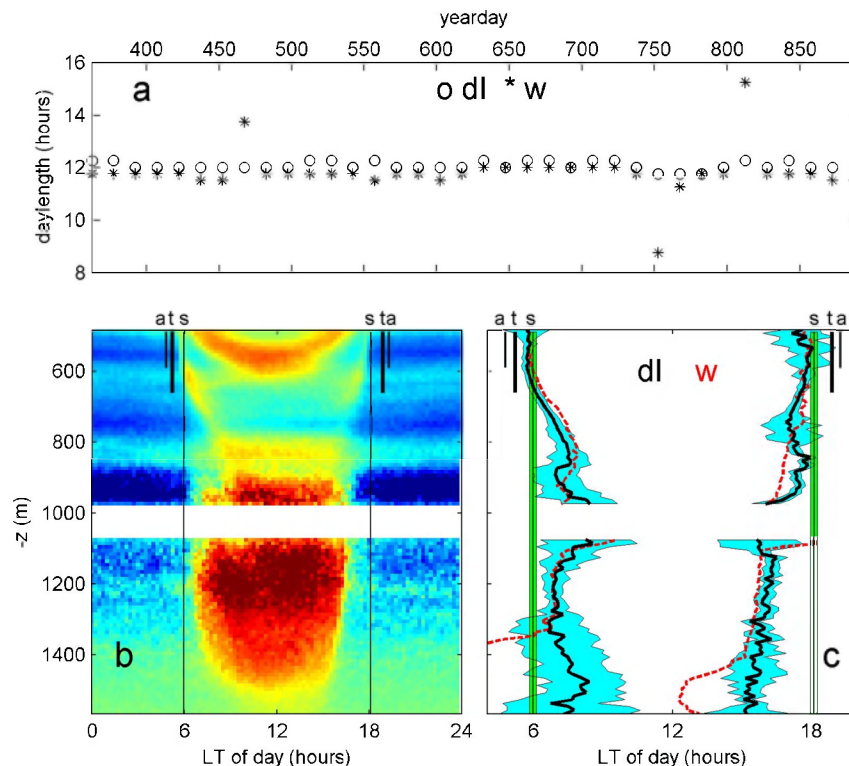 yearday
400 450 500 550 600 650 700 750 800 850
16
14
12
10
8
daylength (hours)
a
o dl * w
a t s
s t a
a t s
s t a
600
800
1000
1200
1400
-z (m)
b
dl w
c
0 6 12 18 24
6 12 18
LT of day (hours)
LT of day (hours)